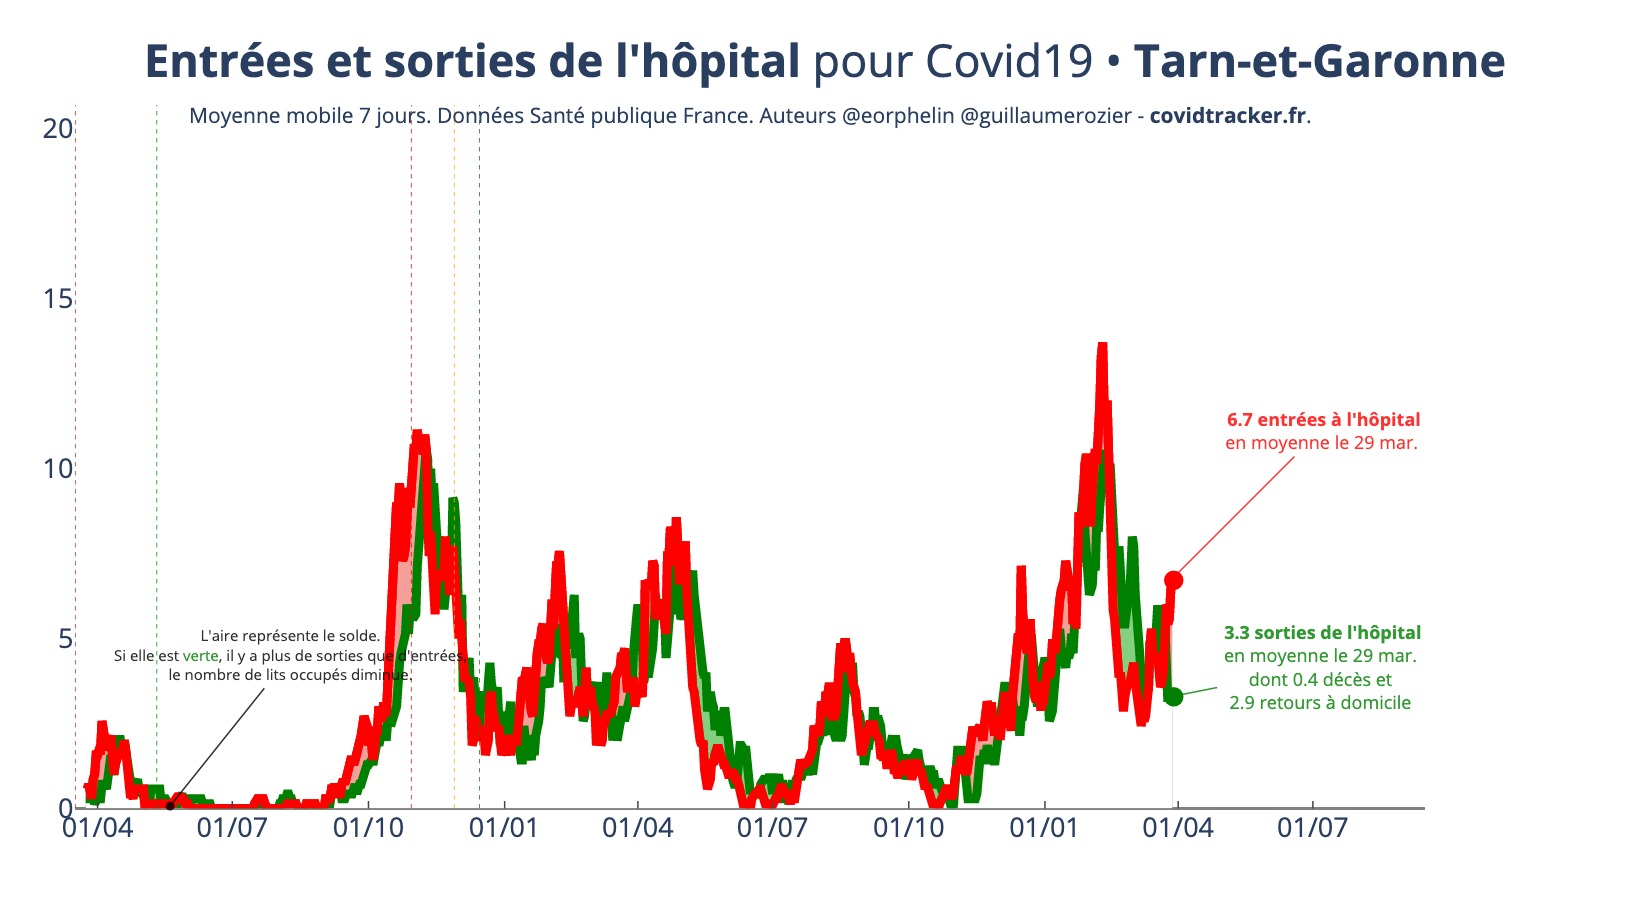 Entrées et sorties de l'hôpital pour Covid19 • Tarn-et-Garonne
Moyenne mobile 7 jours. Données Santé publique France. Auteurs @eorphelin @guillaumerozier - covidtracker.fr.
20
15
10
5
0
6.7 entrées à l'hôpital
en moyenne le 29 mar.
3.3 sorties de l'hôpital
en moyenne le 29 mar.
dont 0.4 décès et
2.9 retours à domicile
L'aire représente le solde.
Si elle est verte, il y a plus de sorties que d'entrées,
le nombre de lits occupés diminue.
01/04 01/07 01/10 01/01 01/04 01/07 01/10 01/01 01/04 01/07